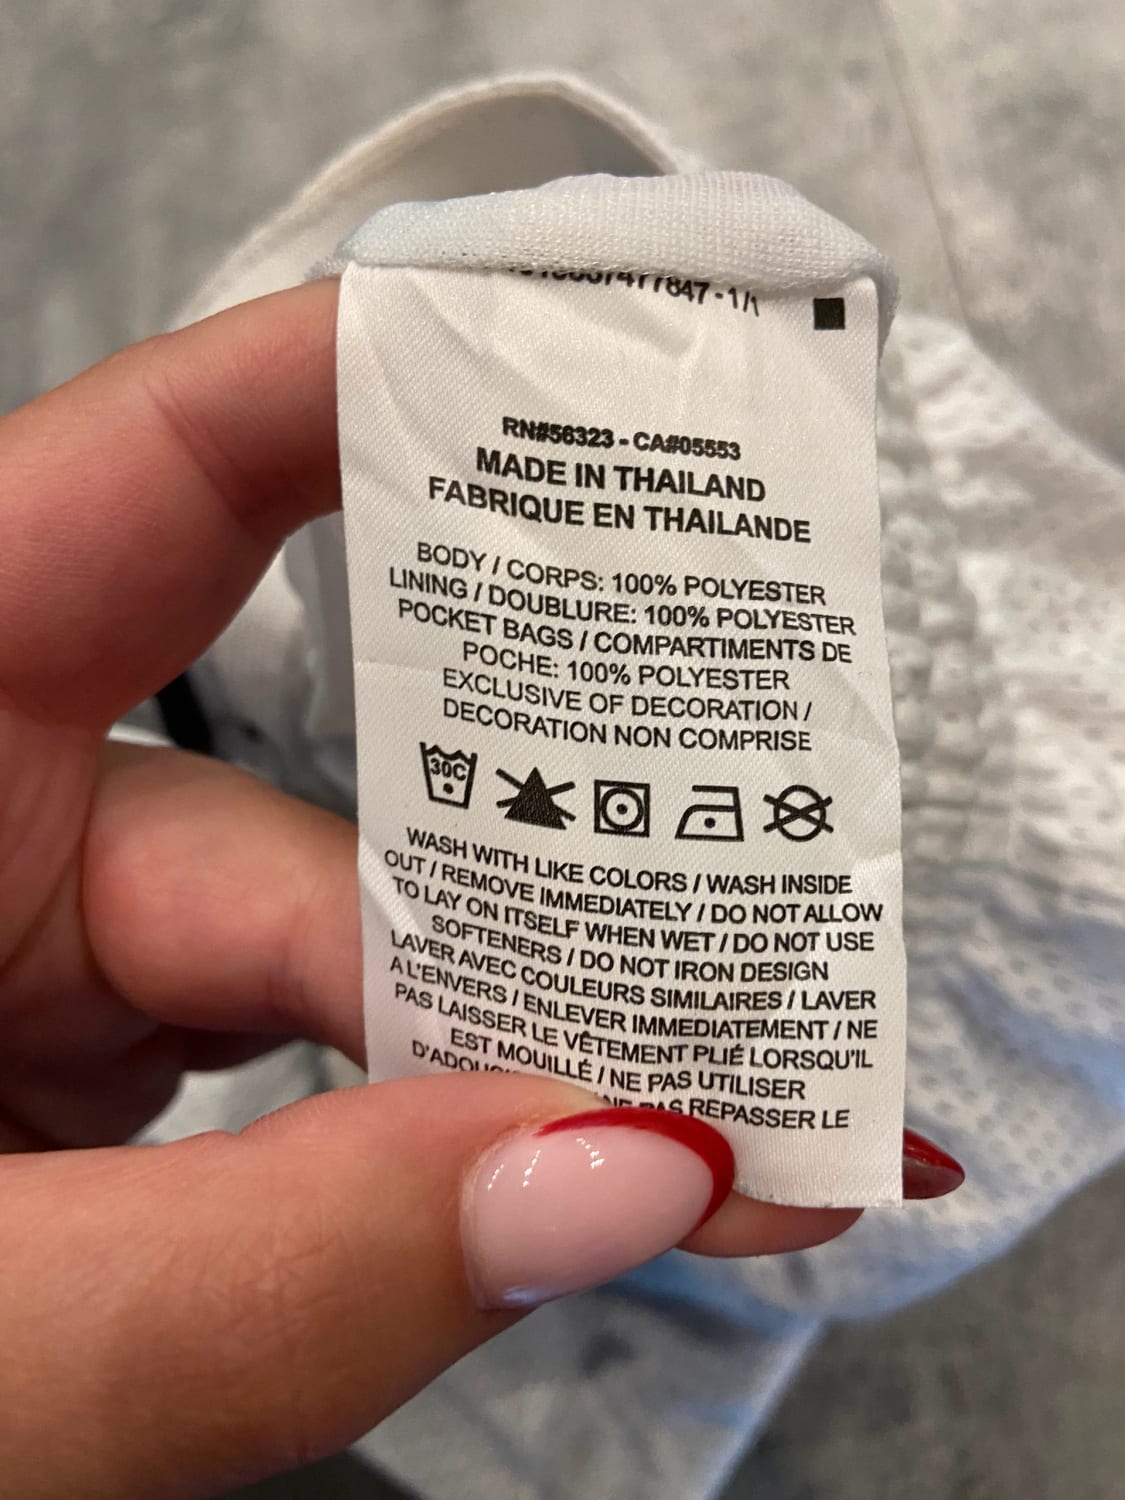 7477847 - 1/1
RN#56323 - CA#05553
MADE IN THAILAND
FABRIQUE EN THAILANDE
BODY / CORPS: 100% POLYESTER
LINING / DOUBLURE: 100% POLYESTER
POCKET BAGS / COMPARTIMENTS DE
POCHE: 100% POLYESTER
EXCLUSIVE OF DECORATION /
DECORATION NON COMPRISE
30C
WASH WITH LIKE COLORS / WASH INSIDE
OUT / REMOVE IMMEDIATELY / DO NOT ALLOW
TO LAY ON ITSELF WHEN WET / DO NOT USE
SOFTENERS / DO NOT IRON DESIGN
LAVER AVEC COULEURS SIMILAIRES / LAVER
A L'ENVERS / ENLEVER IMMEDIATEMENT / NE
PAS LAISSER LE VÊTEMENT PLIÉ LORSQU'IL
EST MOUILLÉ / NE PAS UTILISER
NE PAS REPASSER LE